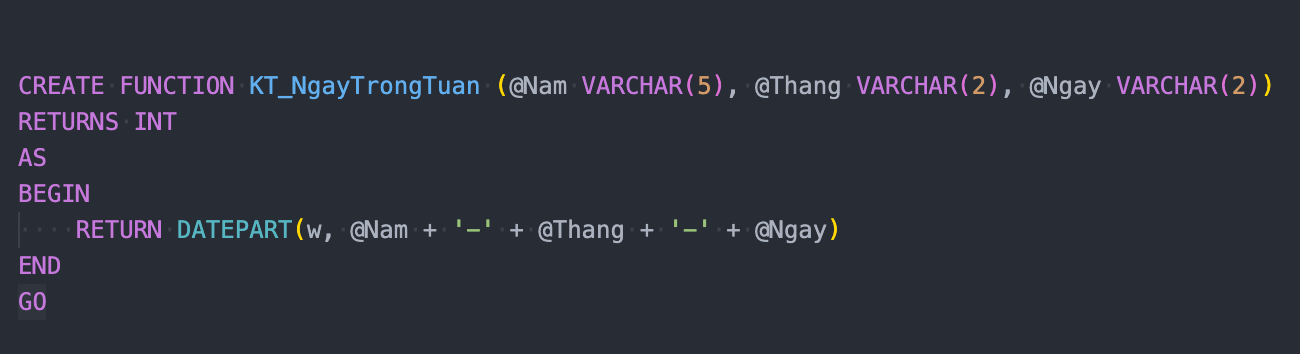 CREATE FUNCTION KT_NgayTrongTuan (@Nam VARCHAR(5), @Thang VARCHAR(2), @Ngay VARCHAR(2))
RETURNS INT
AS
BEGIN
    RETURN DATEPART(w, @Nam + '-' + @Thang + '-' + @Ngay)
END
GO